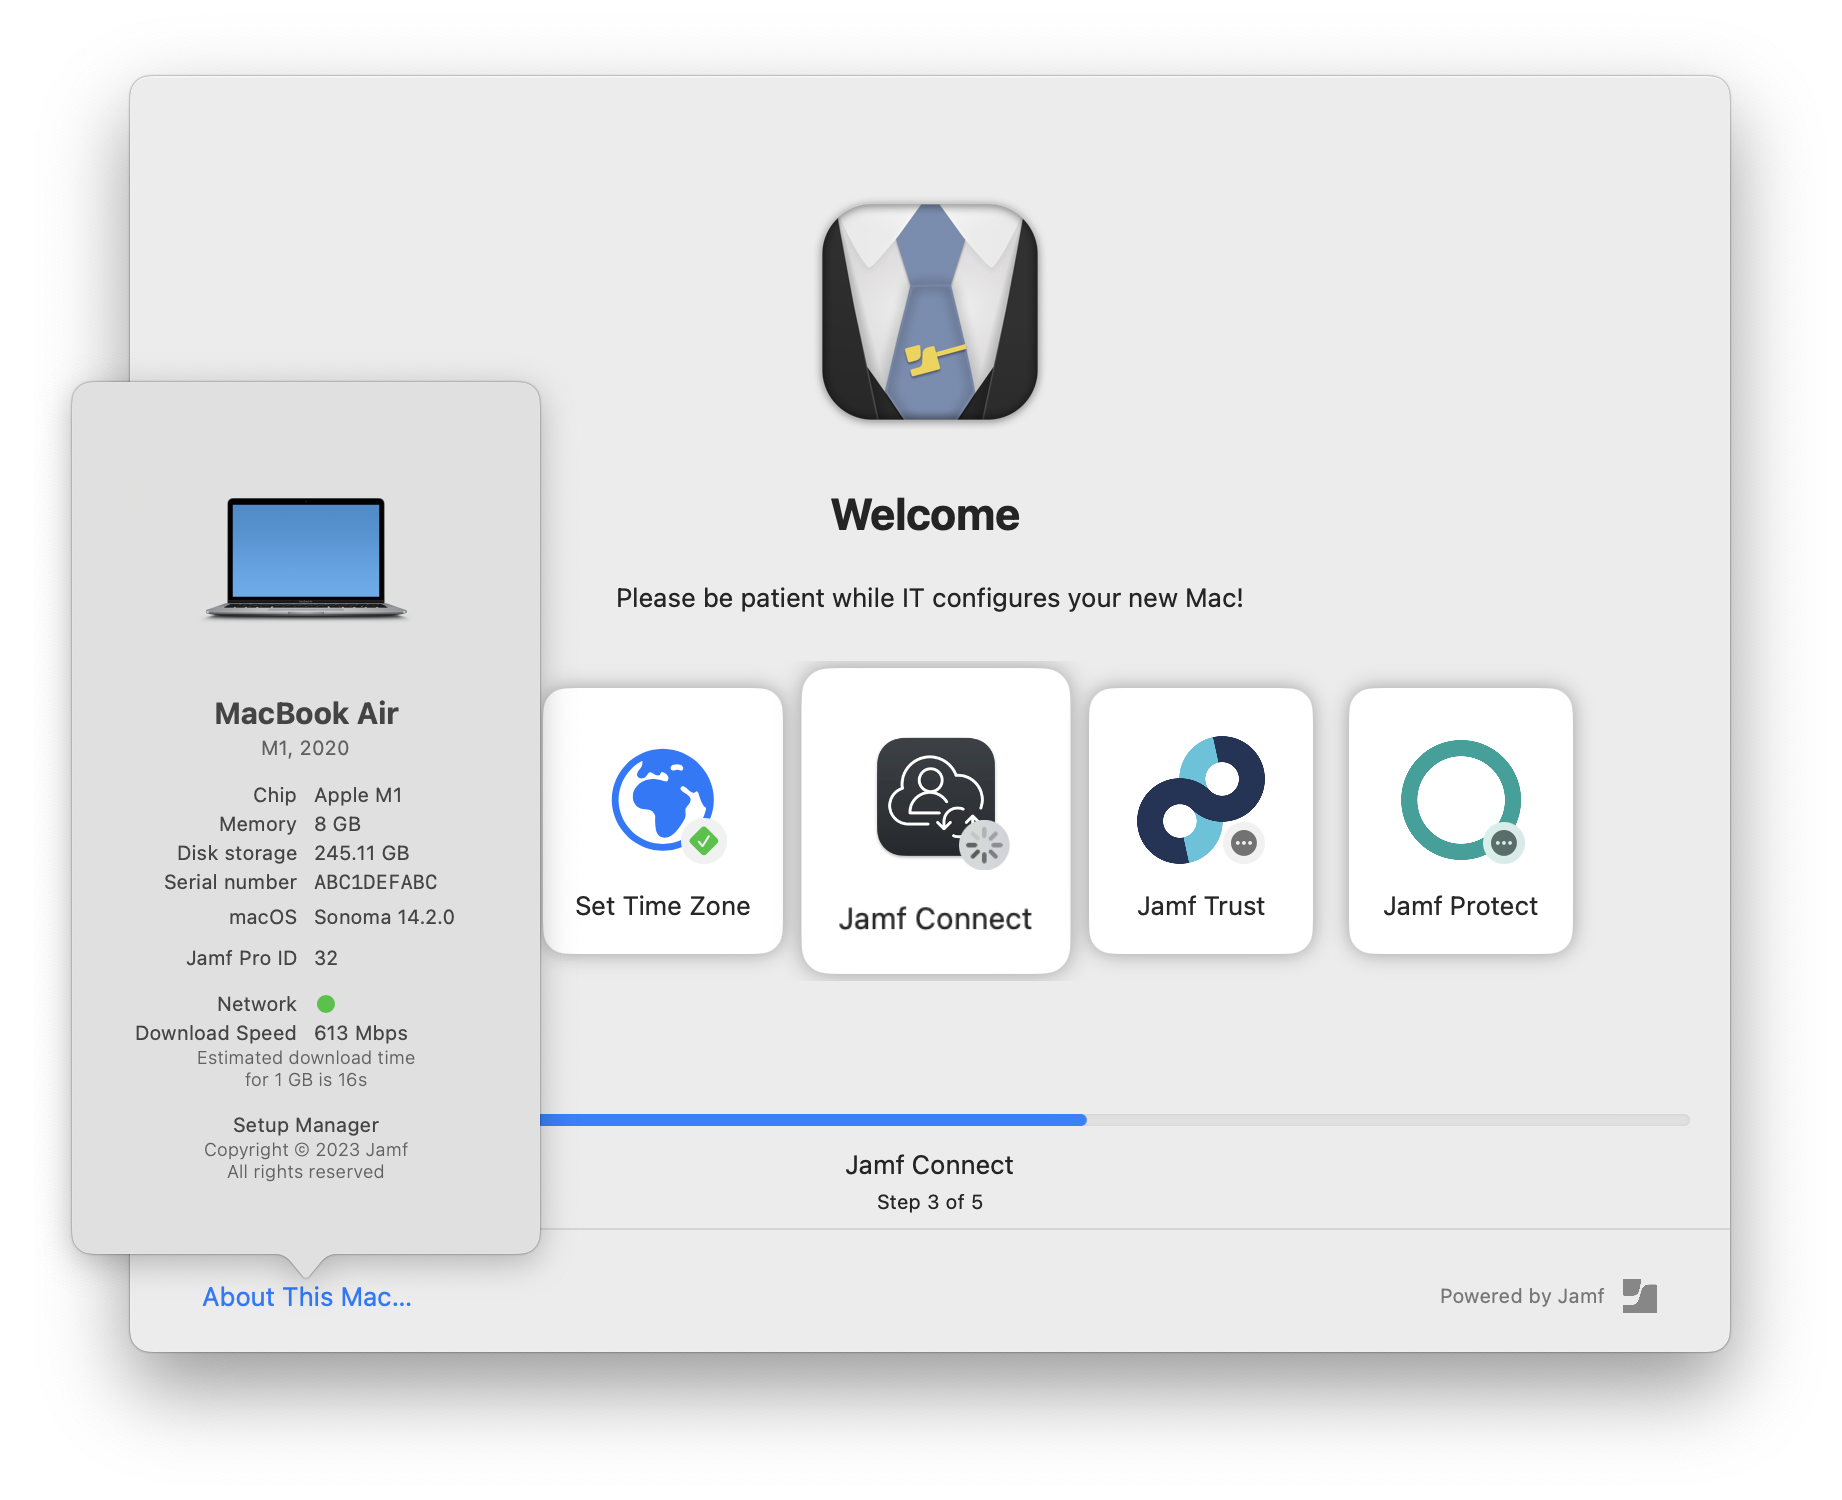 Welcome
Please be patient while IT configures your new Mac!
MacBook Air
M1, 2020
Chip Apple M1
Memory 8 GB
Disk storage 245.11 GB
Serial number ABC1DEFABC
macOS Sonoma 14.2.0
Jamf Pro ID 32
Network
Download Speed 613 Mbps
Estimated download time
for 1 GB is 16s
Setup Manager
Copyright © 2023 Jamf
All rights reserved
Set Time Zone
Jamf Connect
Jamf Trust
Jamf Protect
Jamf Connect
Step 3 of 5
About This Mac...
Powered by Jamf